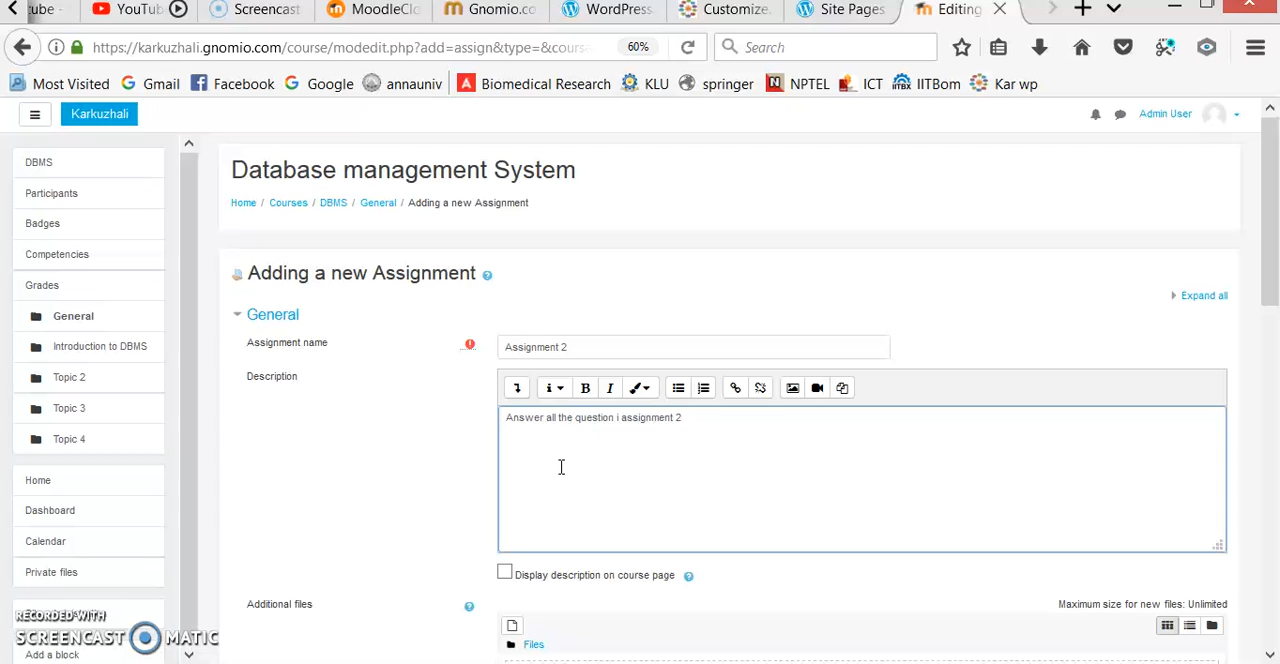 ube - YouTub Screencast MoodleClo Gnomio.co WordPress Customize. Site Pages Editing
https://karkuzhali.gnomio.com/course/modedit.php?add=assign&type=&cours 60% Search
Most Visited Gmail Facebook Google annauniv Biomedical Research KLU springer NPTEL ICT IITBom Kar wp
Karkuzhali Admin User
DBMS
Participants
Badges
Competencies
Grades
General
Introduction to DBMS
Topic 2
Topic 3
Topic 4
Home
Dashboard
Calendar
Private files
Add a block
RECORDED WITH
SCREENCAST MATIC
Database management System
Home / Courses / DBMS / General / Adding a new Assignment
Adding a new Assignment
Expand all
General
Assignment name Assignment 2
Description
Answer all the question i assignment 2
Display description on course page
Additional files Maximum size for new files: Unlimited
Files